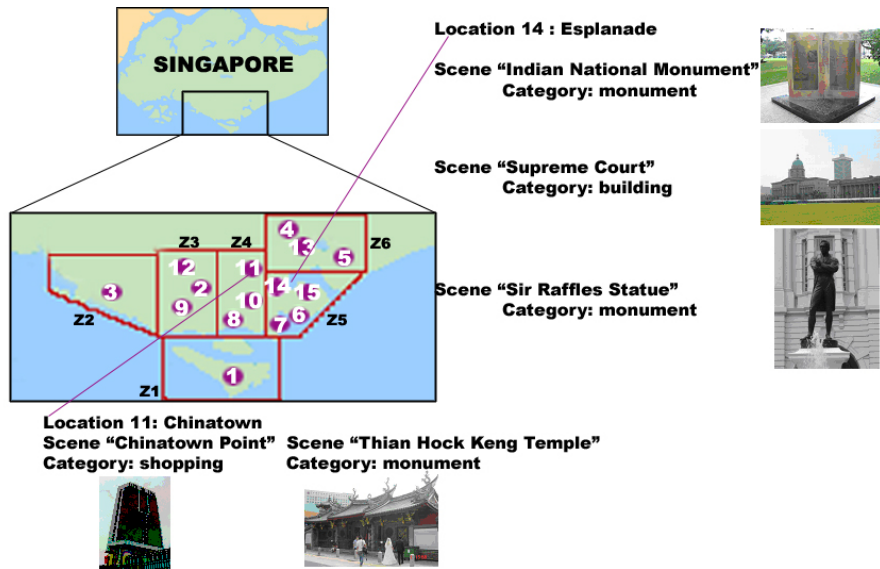 SINGAPORE
Location 14 : Esplanade
Scene “Indian National Monument”
Category: monument
Scene “Supreme Court”
Category: building
Scene “Sir Raffles Statue”
Category: monument
Z3
Z4
Z6
4
13
5
12
11
3
2
14
15
9
10
8
6
7
Z2
Z5
Z1
1
Location 11: Chinatown
Scene “Chinatown Point”
Category: shopping
Scene “Thian Hock Keng Temple”
Category: monument